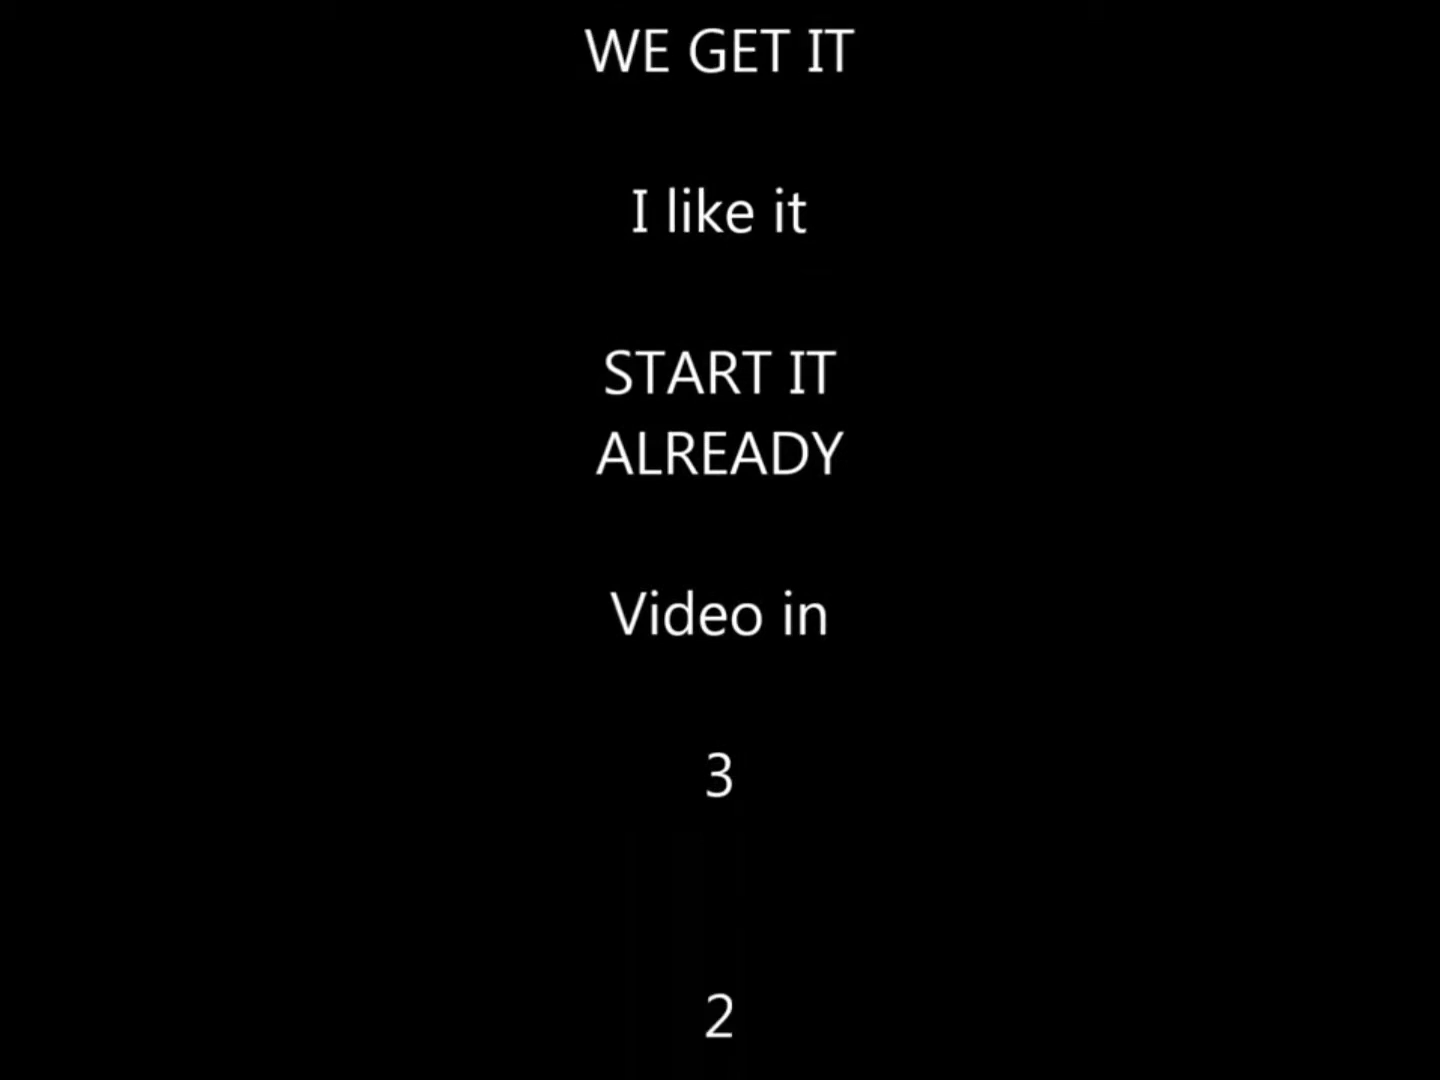 WE GET IT
I like it
START IT
ALREADY
Video in
3
2